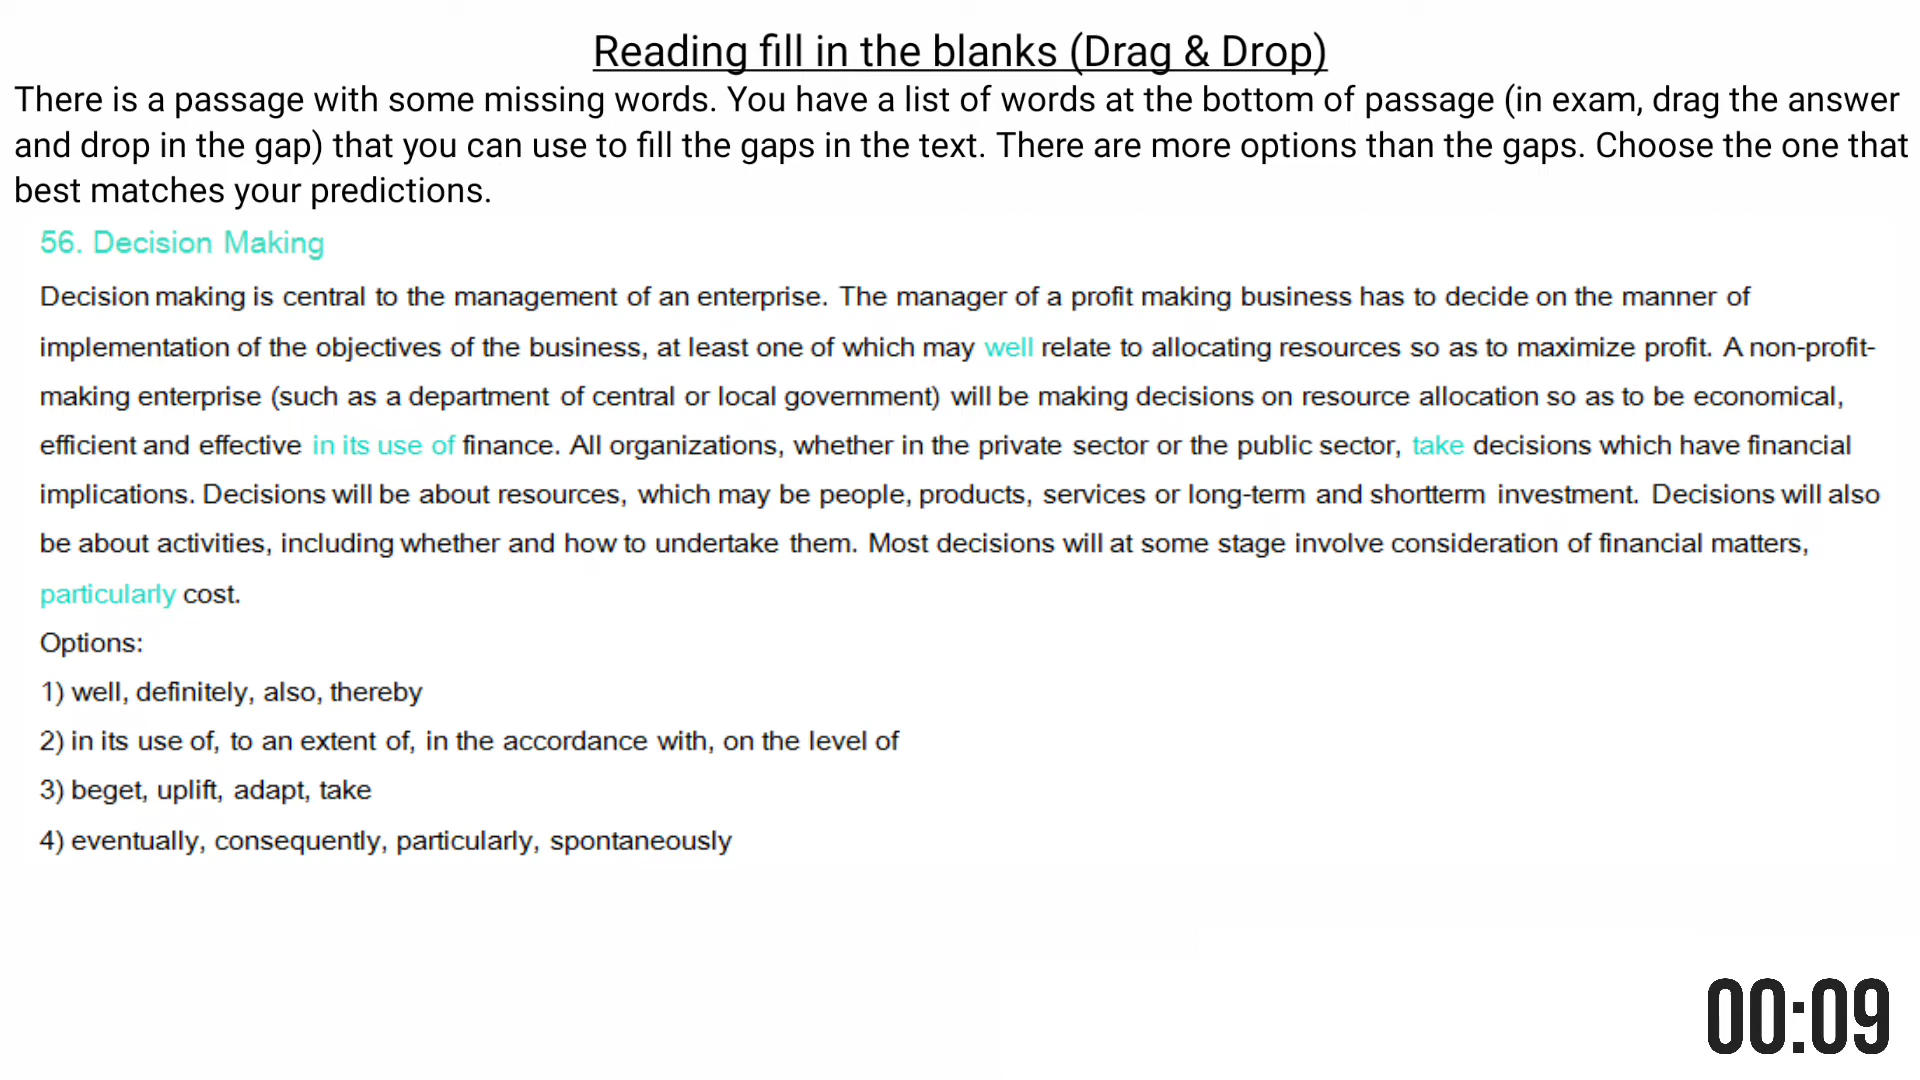 Reading fill in the blanks (Drag & Drop)
There is a passage with some missing words. You have a list of words at the bottom of passage (in exam, drag the answer
and drop in the gap) that you can use to fill the gaps in the text. There are more options than the gaps. Choose the one that
best matches your predictions.
56. Decision Making
Decision making is central to the management of an enterprise. The manager of a profit making business has to decide on the manner of
implementation of the objectives of the business, at least one of which may well relate to allocating resources so as to maximize profit. A non-profit-
making enterprise (such as a department of central or local government) will be making decisions on resource allocation so as to be economical,
efficient and effective in its use of finance. All organizations, whether in the private sector or the public sector, take decisions which have financial
implications. Decisions will be about resources, which may be people, products, services or long-term and shortterm investment. Decisions will also
be about activities, including whether and how to undertake them. Most decisions will at some stage involve consideration of financial matters,
particularly cost.
Options:
1) well, definitely, also, thereby
2) in its use of, to an extent of, in the accordance with, on the level of
3) beget, uplift, adapt, take
4) eventually, consequently, particularly, spontaneously
00:09